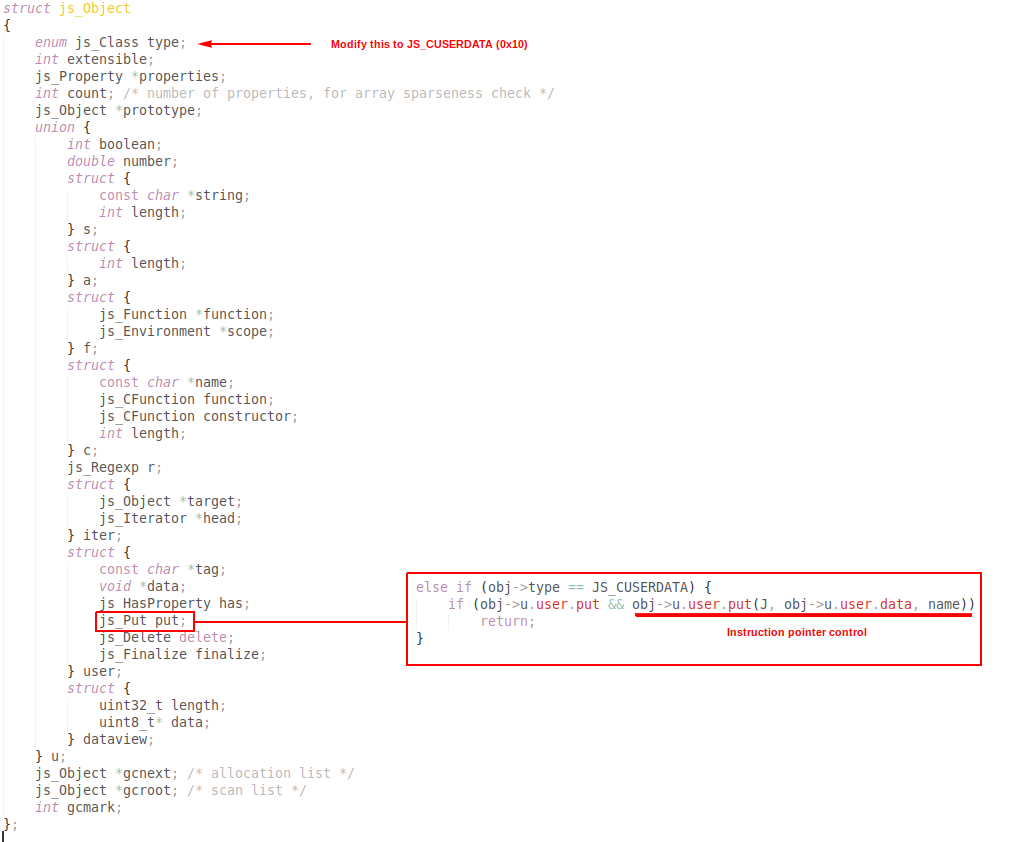 struct js_Object
{
enum js_Class type;
Modify this to JS_CUSERDATA (0x10)
int extensible;
js_Property *properties;
int count; /* number of properties, for array sparseness check */
js_Object *prototype;
union {
int boolean;
double number;
struct {
const char *string;
int length;
} s;
struct {
int length;
} a;
struct {
js_Function *function;
js_Environment *scope;
} f;
struct {
const char *name;
js_CFunction function;
js_CFunction constructor;
int length;
} c;
js_Regexp r;
struct {
js_Object *target;
js_Iterator *head;
} iter;
struct {
const char *tag;
void *data;
js_HasProperty has;
js_Put put;
js_Delete delete;
js_Finalize finalize;
} user;
struct {
uint32_t length;
uint8_t* data;
} dataview;
} u;
js_Object *gcnext; /* allocation list */
js_Object *gcroot; /* scan list */
int gcmark;
};
else if (obj->type == JS_CUSERDATA) {
if (obj->u.user.put && obj->u.user.put(J, obj->u.user.data, name))
return;
}
Instruction pointer control